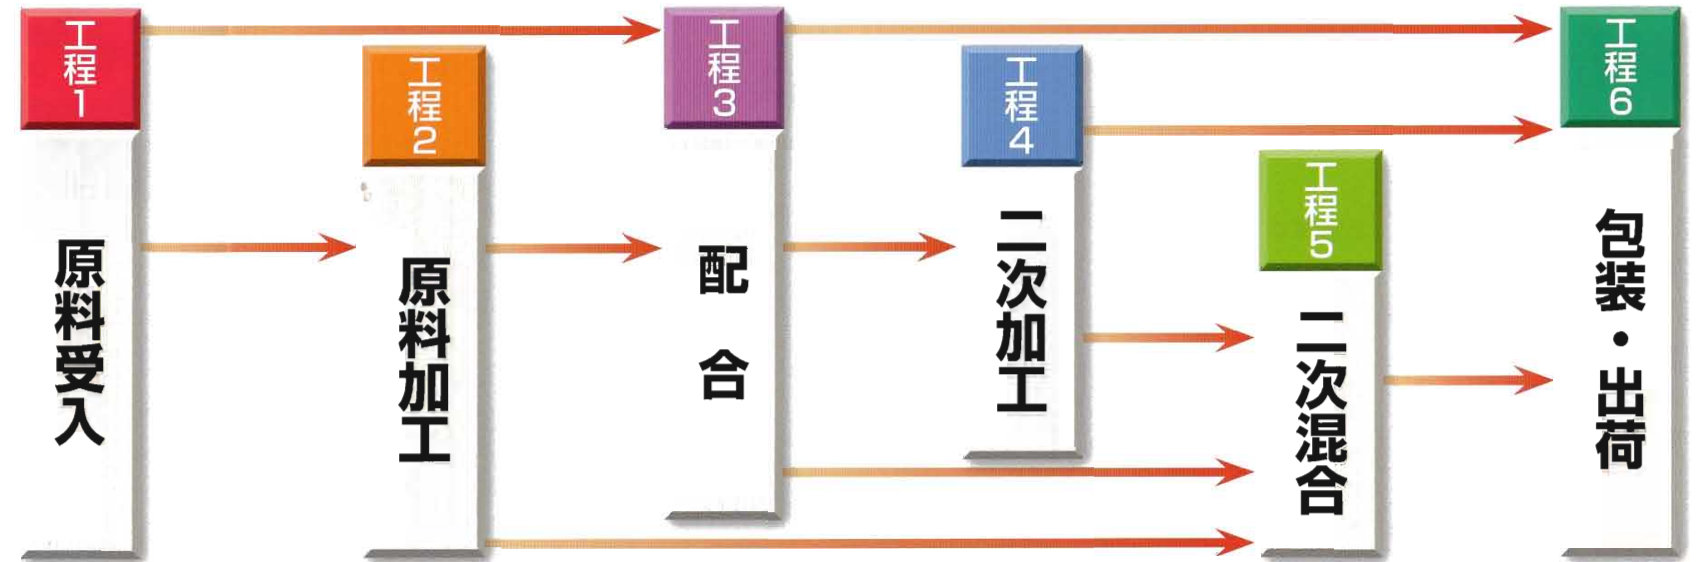 工程1
原料受入
工程2
原料加工
工程3
配合
工程4
二次加工
工程5
二次混合
工程6
包装・出荷